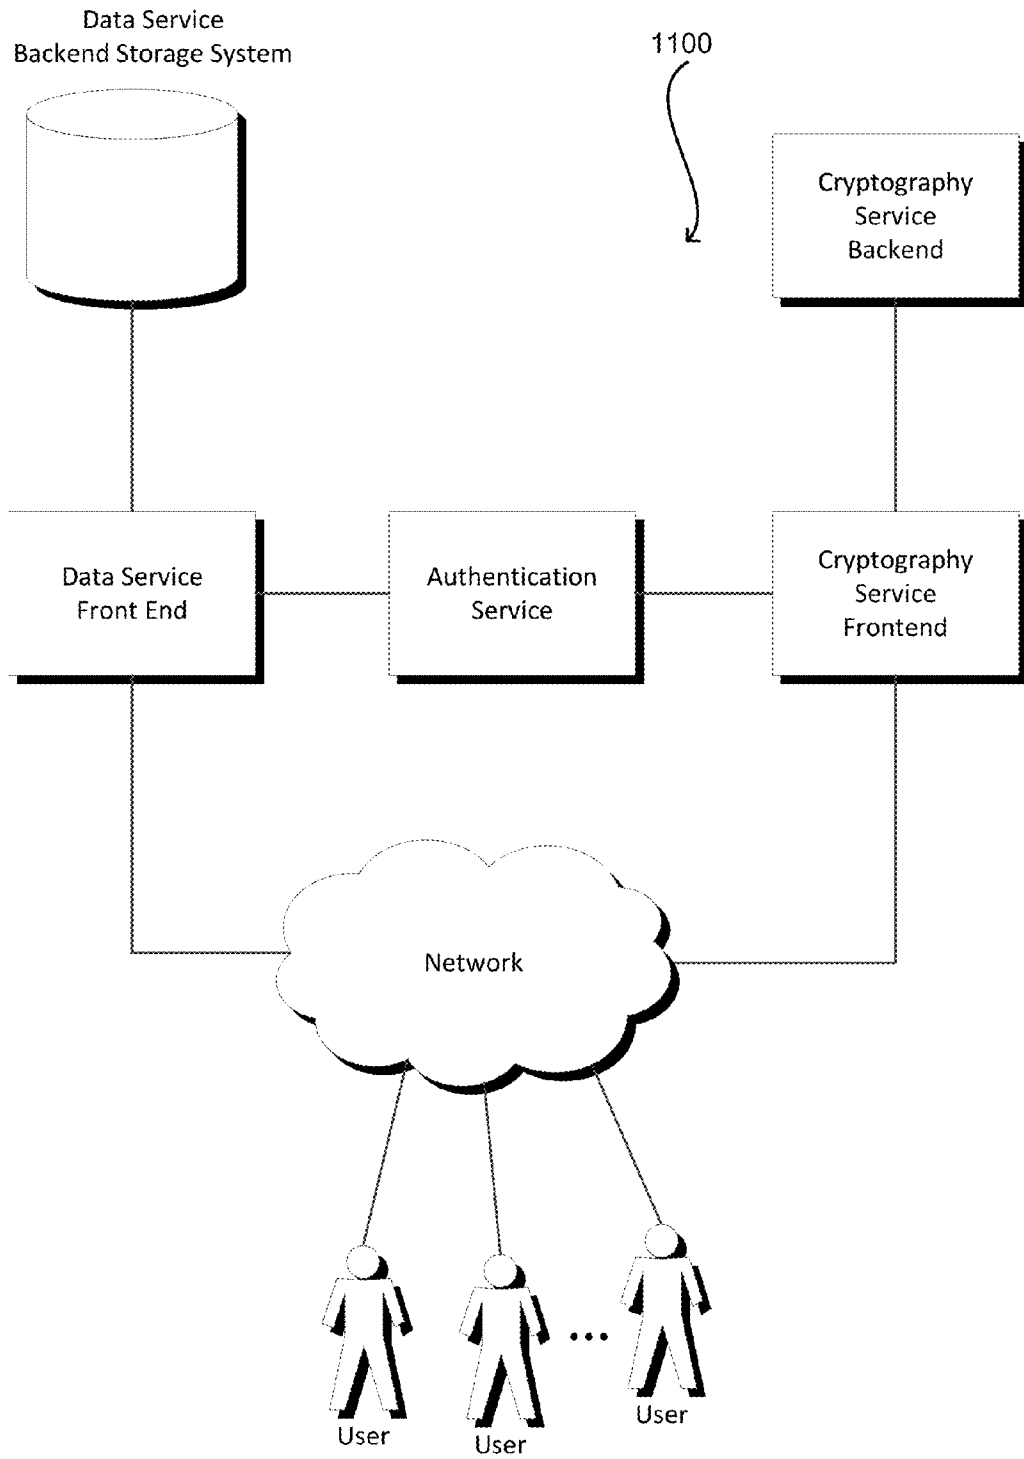 Data Service
Backend Storage System
1100
Cryptography
Service
Backend
Data Service
Front End
Authentication
Service
Cryptography
Service
Frontend
Network
...
User
User
User